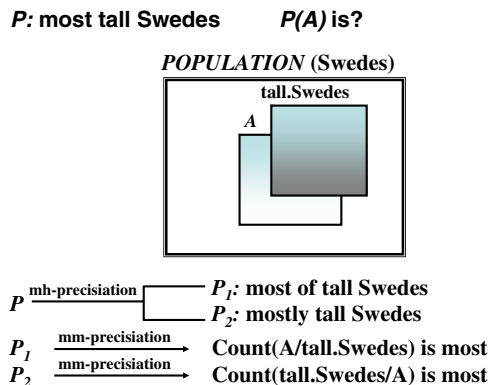 P: most tall Swedes P(A) is?
POPULATION (Swedes)
tall.Swedes
A
mh-precisiation
P
P1: most of tall Swedes
P2: mostly tall Swedes
P1 mm-precisiation Count(A/tall.Swedes) is most
P2 mm-precisiation Count(tall.Swedes/A) is most